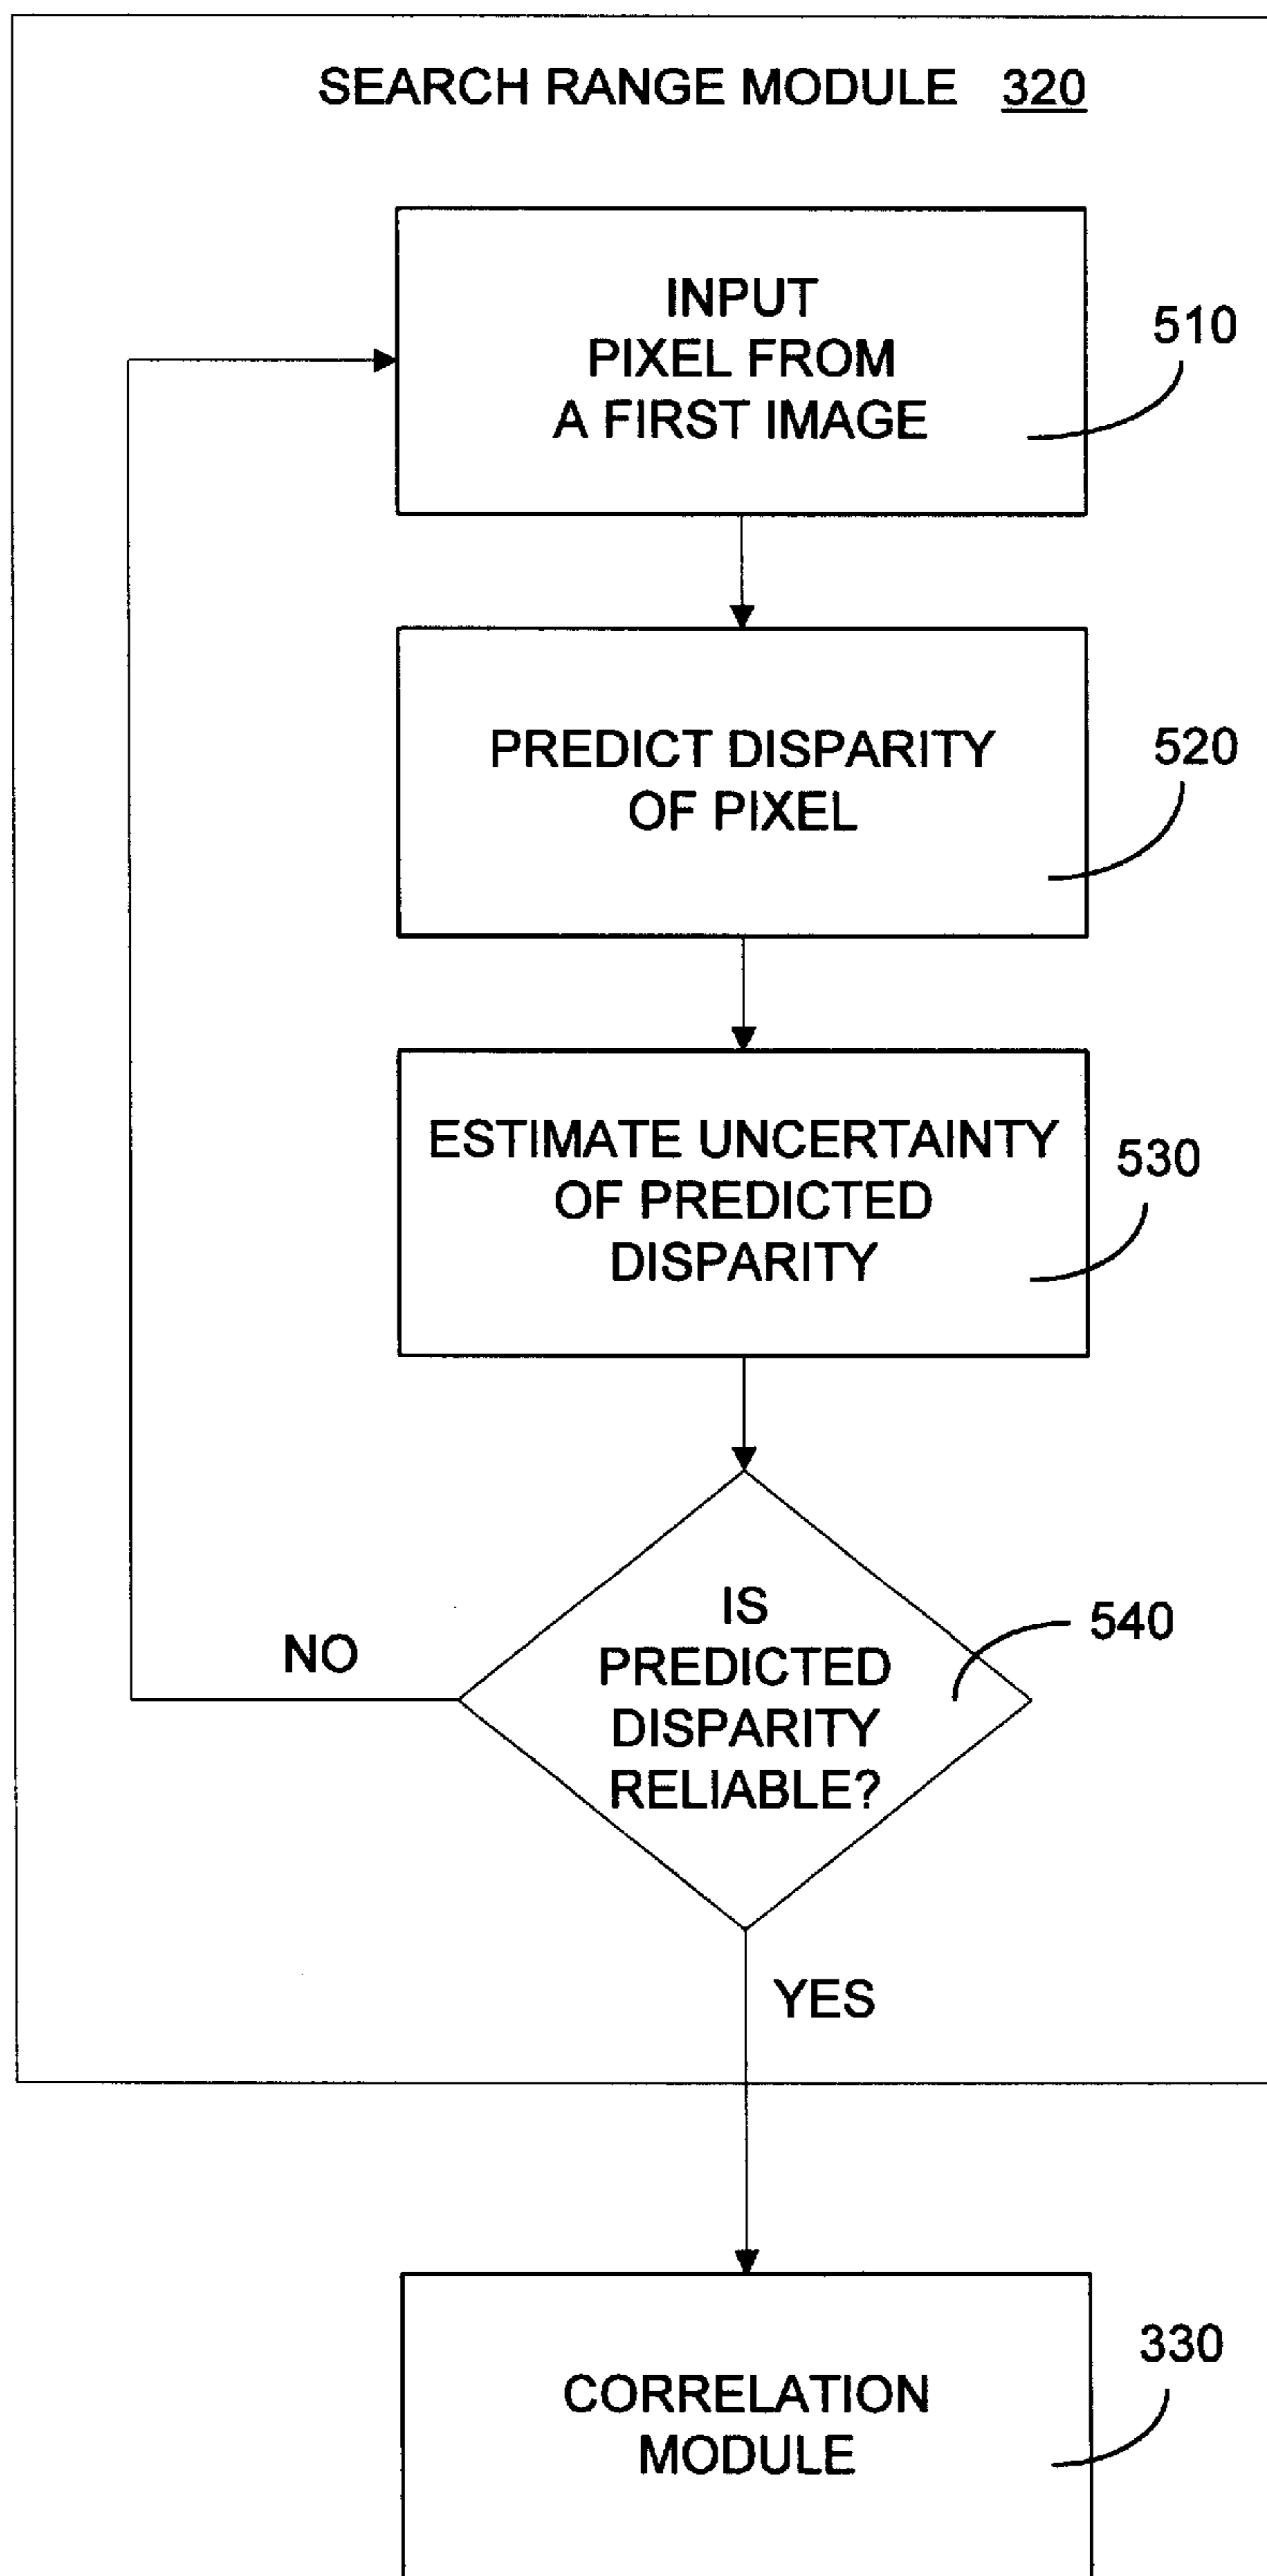 SEARCH RANGE MODULE 320
INPUT
PIXEL FROM
A FIRST IMAGE
510
PREDICT DISPARITY
OF PIXEL
520
ESTIMATE UNCERTAINTY
OF PREDICTED
DISPARITY
530
IS
PREDICTED
DISPARITY
RELIABLE?
540
NO
YES
CORRELATION
MODULE
330